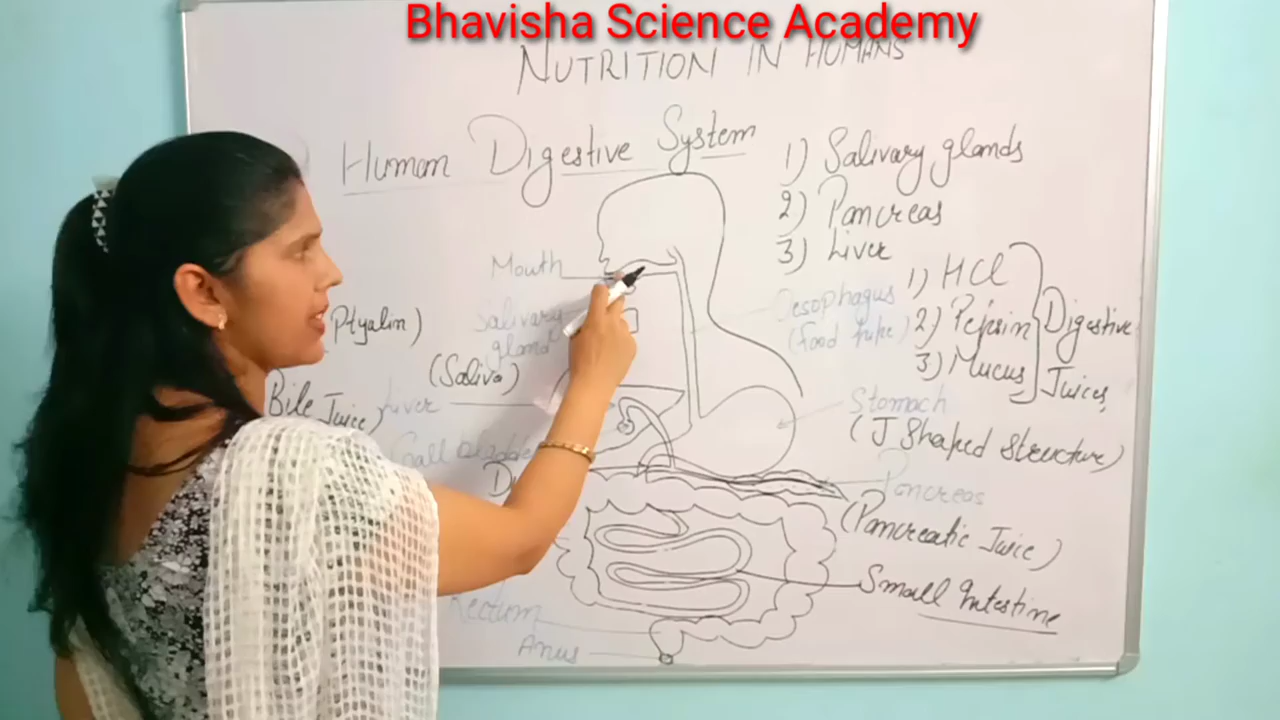 Bhavisha Science Academy
NUTRITION IN HUMANS
Human Digestive System
1) Salivary glands
2) Pancreas
3) Liver
Mouth
Salivary
gland
Ptyalin)
(Saliva)
Bile Juice)
Liver
Gall bladder
Oesophagus
(food tube)
1) HCl
2) Pepsin
3) Mucus
Digestive
Juices
Stomach
(J Shaped Structure)
Pancreas
(Pancreatic Juice)
Small Intestine
Rectum
Anus